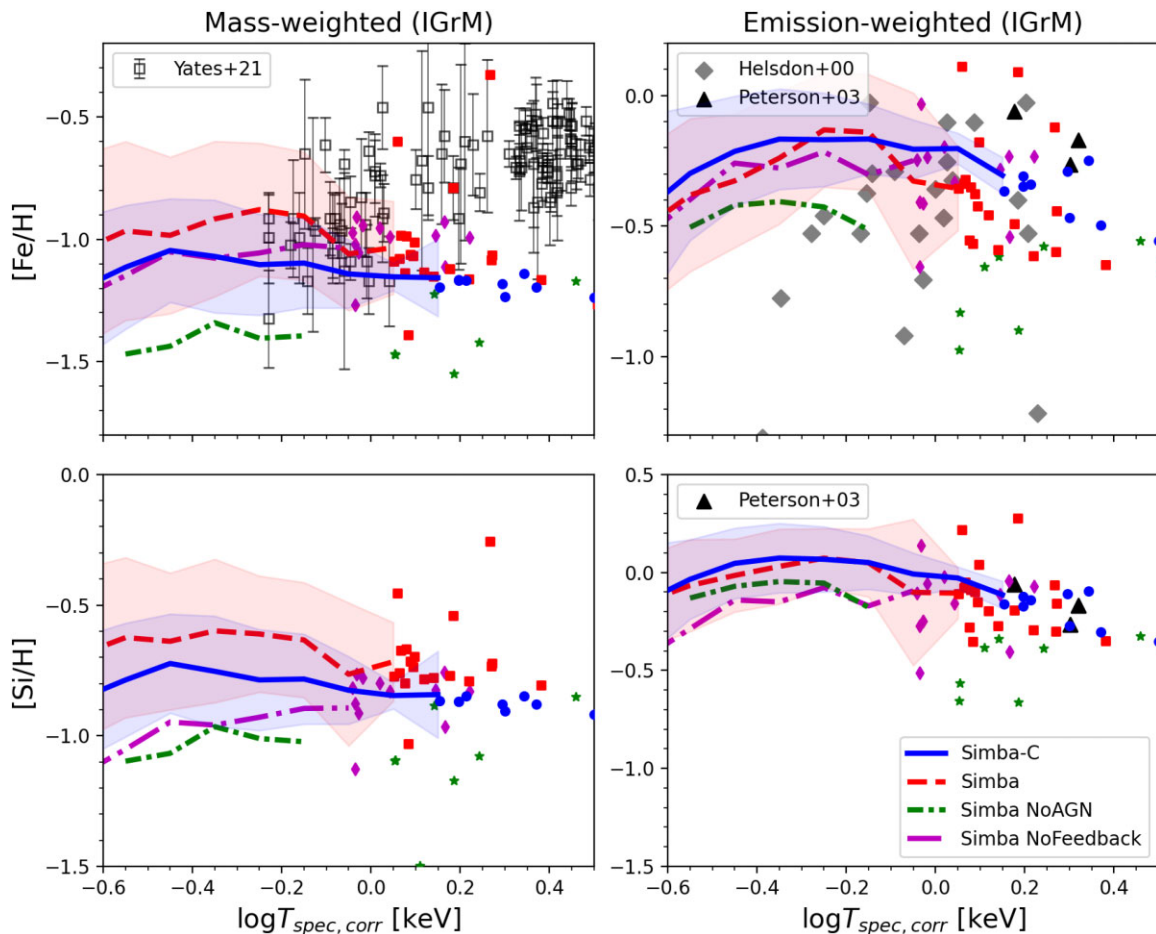 Mass-weighted (IGrM)
Emission-weighted (IGrM)
Yates+21
Helsdon+00
Peterson+03
[Fe/H]
−0.5
−1.0
−1.5
0.0
−0.5
−1.0
[Si/H]
0.0
−0.5
−1.0
−1.5
Peterson+03
0.5
0.0
−0.5
−1.0
−1.5
Simba-C
Simba
Simba NoAGN
Simba NoFeedback
−0.6 −0.4 −0.2 0.0 0.2 0.4
−0.6 −0.4 −0.2 0.0 0.2 0.4
logT_{spec,corr} [keV]
logT_{spec,corr} [keV]